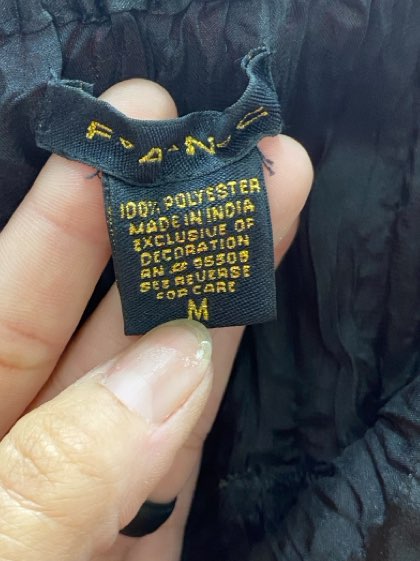 F·A·N·G
100% POLYESTER
MADE IN INDIA
EXCLUSIVE OF
DECORATION
RN # 95308
SEE REVERSE
FOR CARE
M